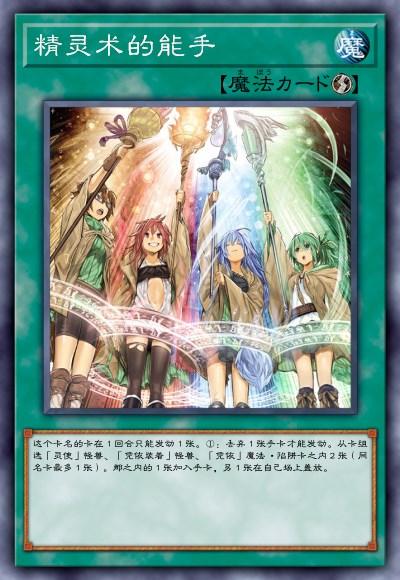 精灵术的能手
魔
【魔法カード】
まほう
这个卡名的卡在1回合只能发动1张。①：丢弃1张手卡才能发动。从卡组
选「灵使」怪兽、「凭依装着」怪兽、「凭依」魔法·陷阱卡之内2张（同
名卡最多1张）。那之内的1张加入手卡，另1张在自己场上盖放。